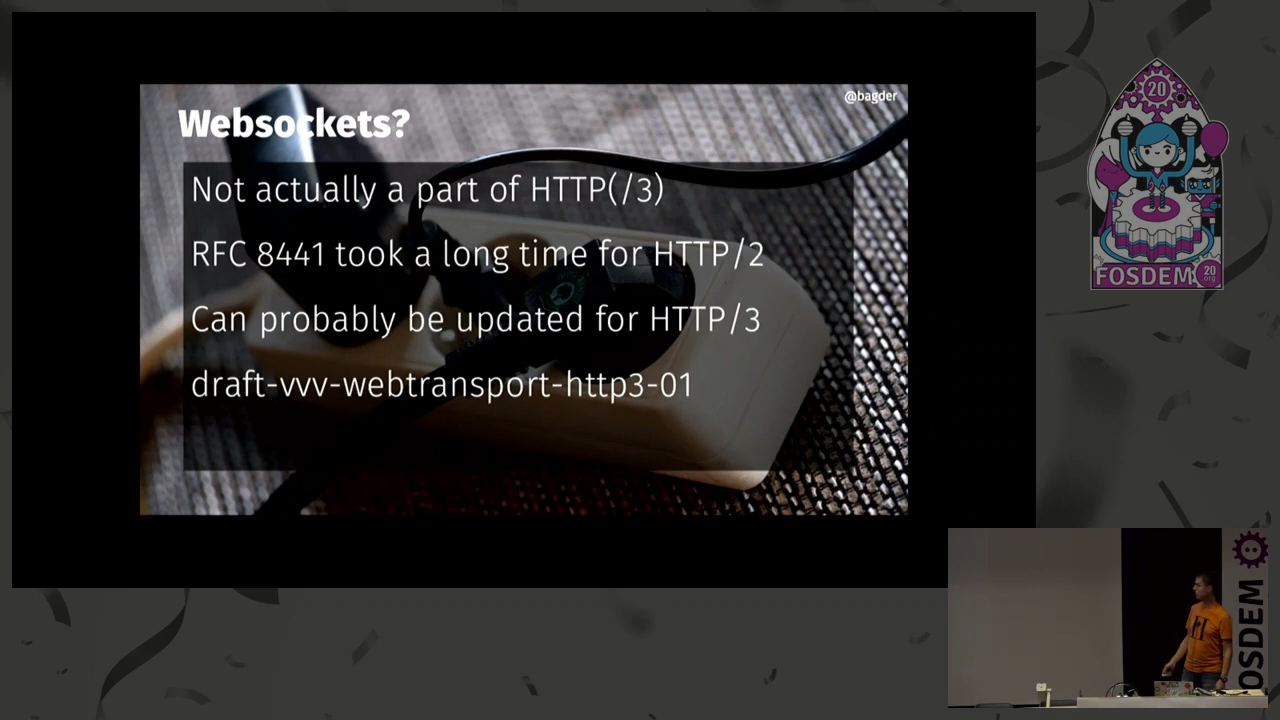 @bagder
Websockets?
Not actually a part of HTTP(/3)
RFC 8441 took a long time for HTTP/2
Can probably be updated for HTTP/3
draft-vvv-webtransport-http3-01
20
FOSDEM
20
org
OSDEM